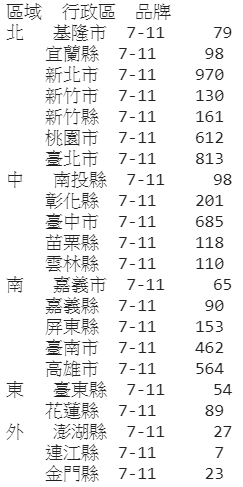 區域 行政區 品牌
北 基隆市 7-11 79
宜蘭縣 7-11 98
新北市 7-11 970
新竹市 7-11 130
新竹縣 7-11 161
桃園市 7-11 612
臺北市 7-11 813
中 南投縣 7-11 98
彰化縣 7-11 201
臺中市 7-11 685
苗栗縣 7-11 118
雲林縣 7-11 110
南 嘉義市 7-11 65
嘉義縣 7-11 90
屏東縣 7-11 153
臺南市 7-11 462
高雄市 7-11 564
東 臺東縣 7-11 54
花蓮縣 7-11 89
外 澎湖縣 7-11 27
連江縣 7-11 7
金門縣 7-11 23